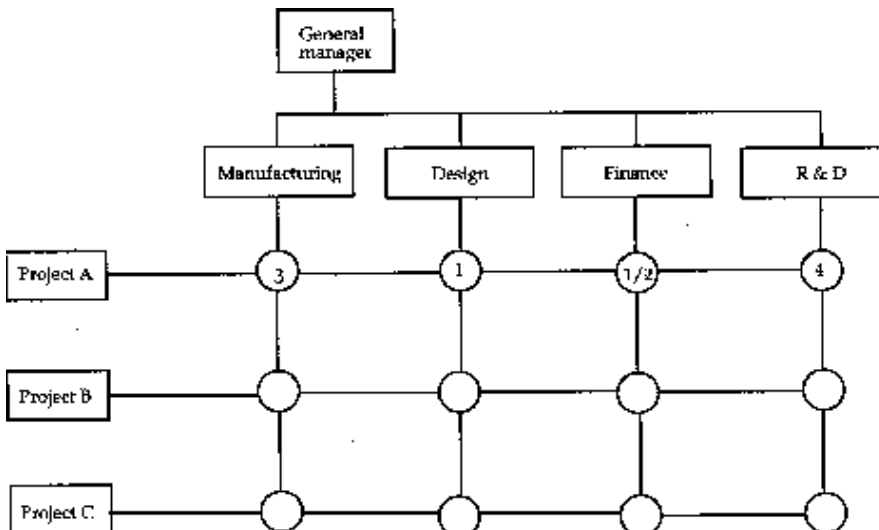 General
manager
Manufacturing
Design
Finance
R & D
Project A
3
1
1/2
4
Project B
Project C